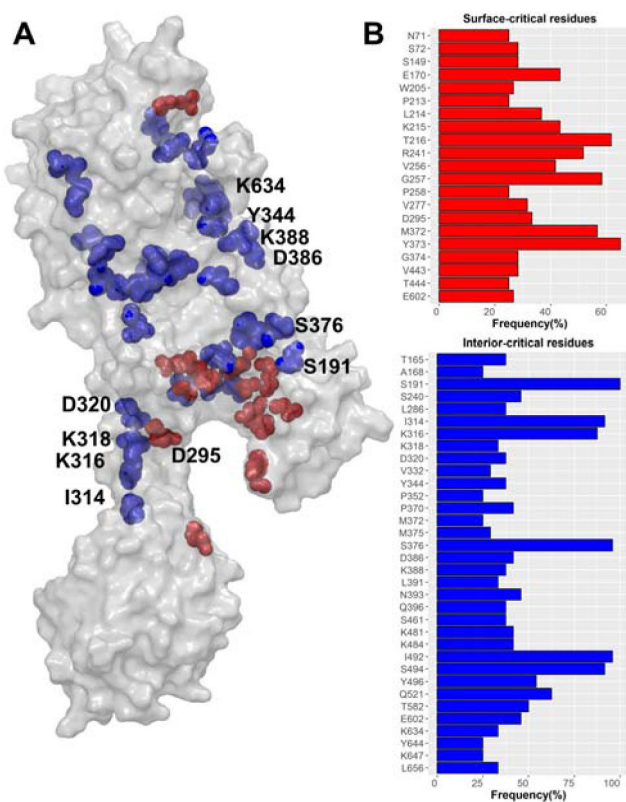 A
K634
Y344
K388
D386
S376
S191
D320
K318
K316
D295
I314
B
Surface-critical residues
N71
S72
S149
E170
W205
P213
L214
K215
T216
R241
V256
G257
P258
V277
D295
M372
Y373
G374
V443
T444
E602
0 20 40 60
Frequency(%)
Interior-critical residues
T165
A168
S191
S240
L286
I314
K316
K318
D320
V332
Y344
P352
P370
M372
M375
S376
D386
K388
L391
N393
Q396
S461
K481
K484
I492
S494
Y496
Q521
T582
E602
K634
Y644
K647
L656
0 25 50 75 100
Frequency(%)